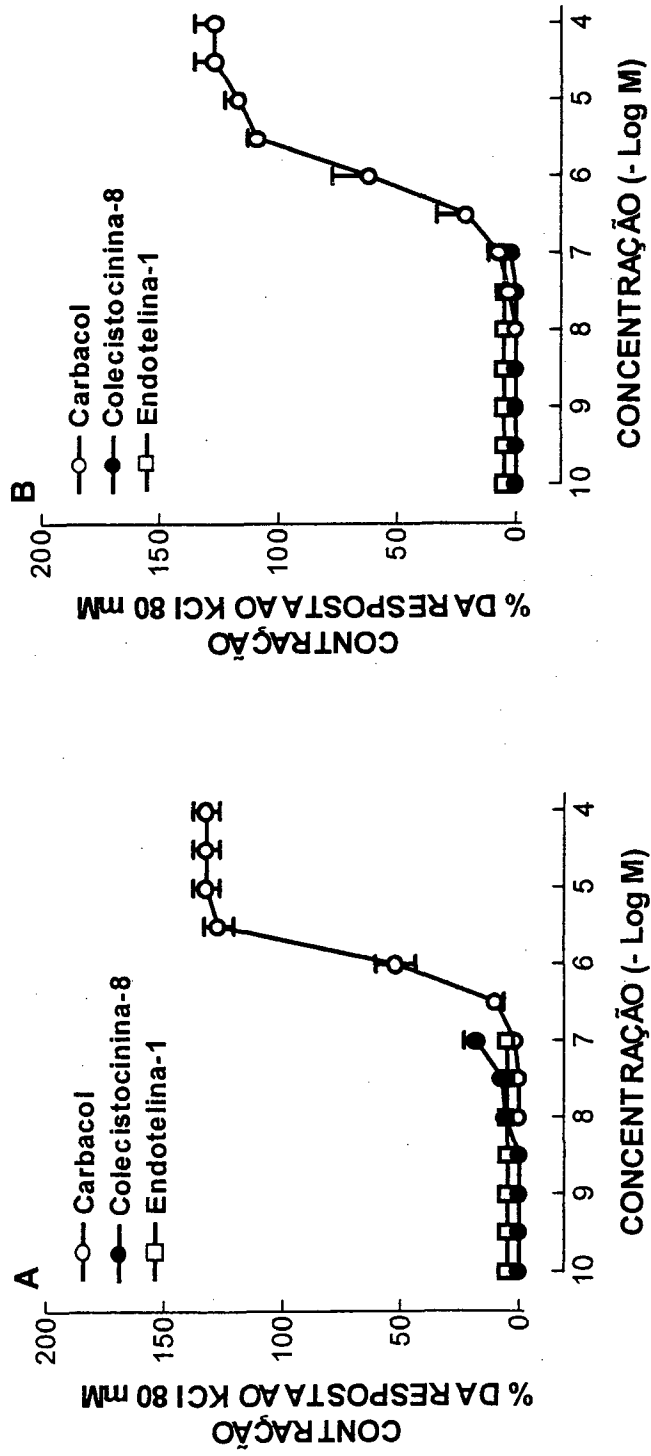 A
Carbacol
Colecistocinina-8
Endotelina-1
200
150
100
50
0
CONTRAÇÃO
% DA RESPOSTA AO KCl 80 mM
10
9
8
7
6
5
4
CONCENTRAÇÃO (- Log M)
B
Carbacol
Colecistocinina-8
Endotelina-1
200
150
100
50
0
CONTRAÇÃO
% DA RESPOSTA AO KCl 80 mM
10
9
8
7
6
5
4
CONCENTRAÇÃO (- Log M)